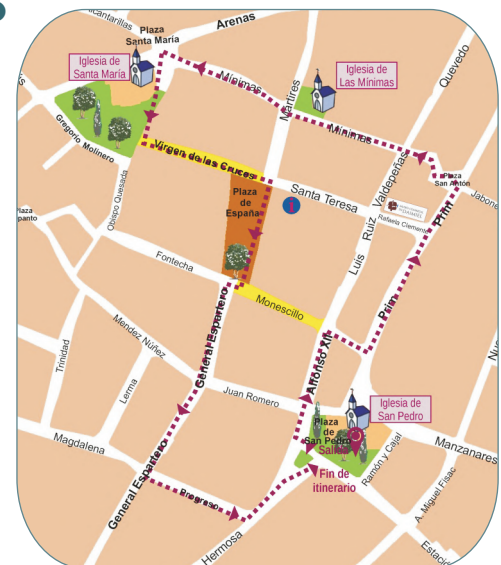 Alcantarillas
Plaza
Santa María
Arenas
Iglesia de
Santa María
Mínimas
Mártires
Iglesia de
Las Mínimas
Quevedo
Gregorio Molinero
Virgen de las Cruces
Mínimas
Plaza
San Antón
Obispo Quesada
Plaza
de
España
Santa Teresa
Valdepeñas
Ruiz
Luis
Rafaela Clemente
Prim
Fontecha
Monescillo
General Espartero
Alfonso XII
Prim
Trinidad
Mendez Núñez
Lerma
Juan Romero
Iglesia de
San Pedro
Plaza
de
San Pedro
Salida
Magdalena
Ramón y Cajal
Manzanares
Fin de
itinerario
General Espartero
Progreso
A. Miguel Fisac
Hermosa